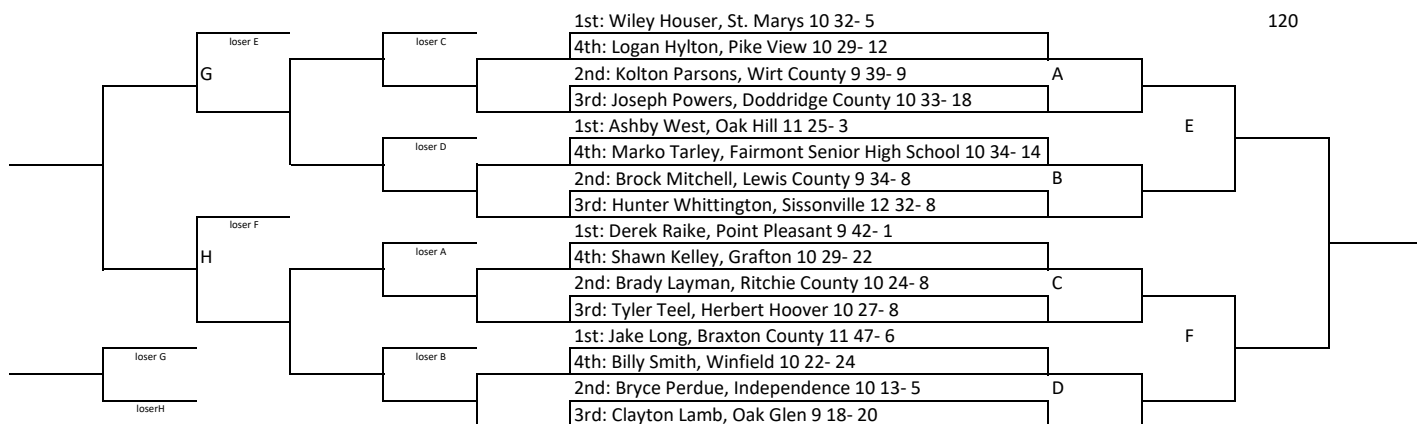 1st: Wiley Houser, St. Marys 10 32- 5
120
loser E
loser C
4th: Logan Hylton, Pike View 10 29- 12
G
2nd: Kolton Parsons, Wirt County 9 39- 9
A
3rd: Joseph Powers, Doddridge County 10 33- 18
1st: Ashby West, Oak Hill 11 25- 3
E
loser D
4th: Marko Tarley, Fairmont Senior High School 10 34- 14
2nd: Brock Mitchell, Lewis County 9 34- 8
B
3rd: Hunter Whittington, Sissonville 12 32- 8
loser F
1st: Derek Raike, Point Pleasant 9 42- 1
loser A
4th: Shawn Kelley, Grafton 10 29- 22
H
2nd: Brady Layman, Ritchie County 10 24- 8
C
3rd: Tyler Teel, Herbert Hoover 10 27- 8
1st: Jake Long, Braxton County 11 47- 6
F
loser G
loser B
4th: Billy Smith, Winfield 10 22- 24
2nd: Bryce Perdue, Independence 10 13- 5
D
loserH
3rd: Clayton Lamb, Oak Glen 9 18- 20